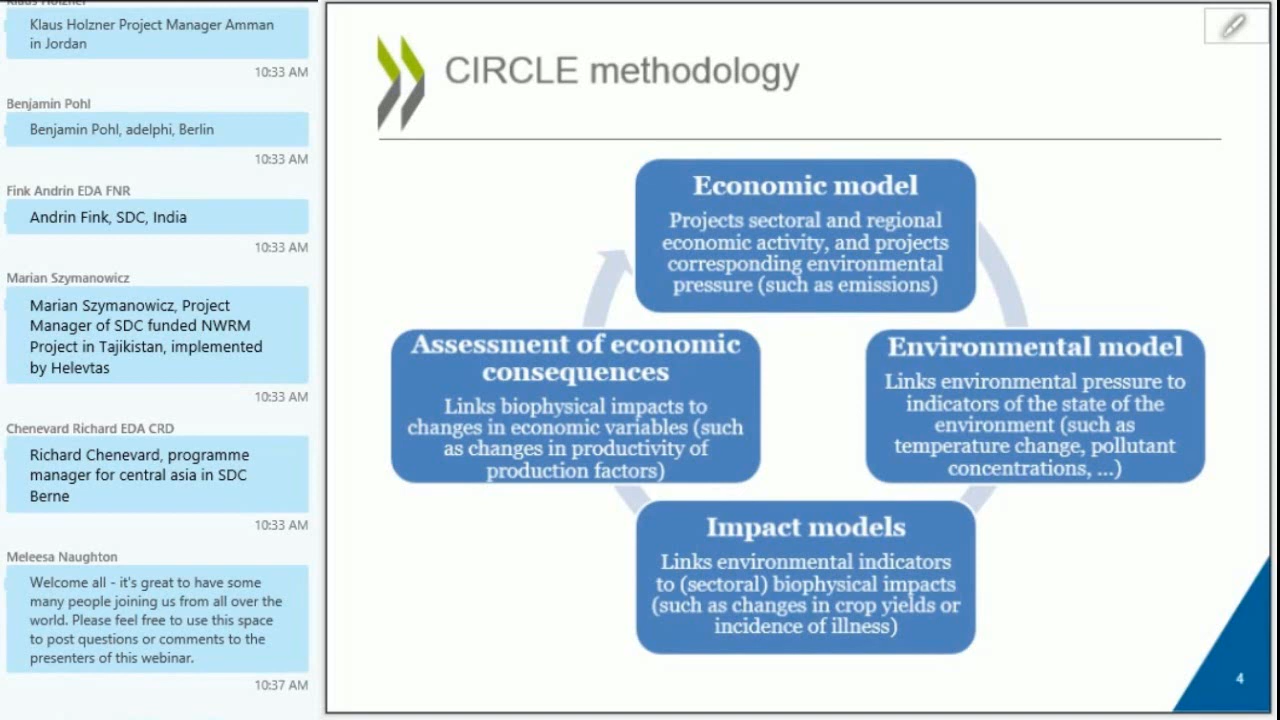 Klaus Holzner
Klaus Holzner Project Manager Amman
in Jordan
10:33 AM
Benjamin Pohl
Benjamin Pohl, adelphi, Berlin
10:33 AM
Fink Andrin EDA FNR
Andrin Fink, SDC, India
10:33 AM
Marian Szymanowicz
Marian Szymanowicz, Project
Manager of SDC funded NWRM
Project in Tajikistan, implemented
by Helevtas
10:33 AM
Chenevard Richard EDA CRD
Richard Chenevard, programme
manager for central asia in SDC
Berne
10:33 AM
Meleesa Naughton
Welcome all - it's great to have some
many people joining us from all over the
world. Please feel free to use this space
to post questions or comments to the
presenters of this webinar.
10:37 AM
CIRCLE methodology
Economic model
Projects sectoral and regional
economic activity, and projects
corresponding environmental
pressure (such as emissions)
Assessment of economic
consequences
Links biophysical impacts to
changes in economic variables (such
as changes in productivity of
production factors)
Environmental model
Links environmental pressure to
indicators of the state of the
environment (such as
temperature change, pollutant
concentrations, ...)
Impact models
Links environmental indicators
to (sectoral) biophysical impacts
(such as changes in crop yields or
incidence of illness)
4